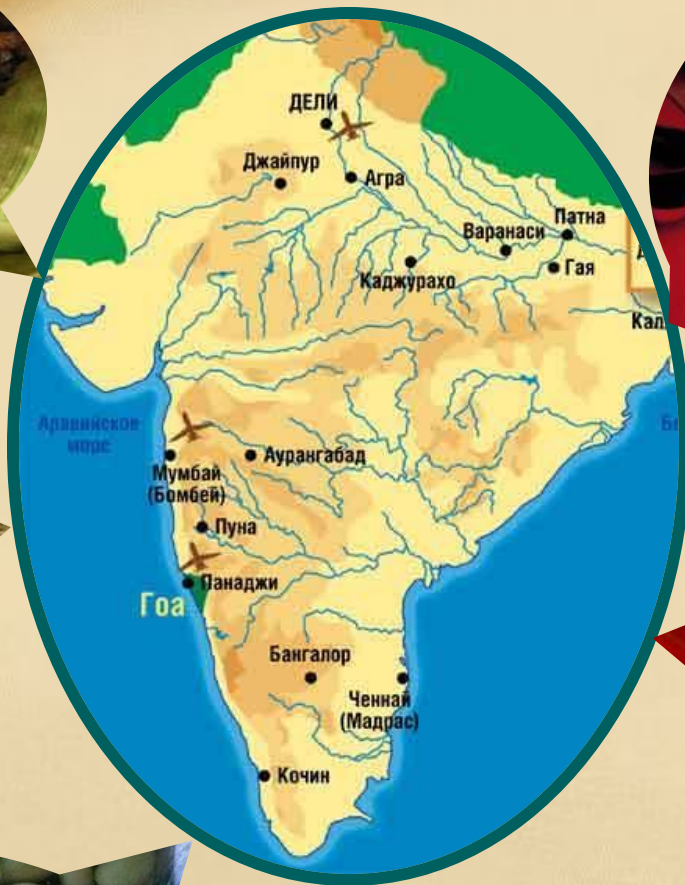 ДЕЛИ
Джайпур
Агра
Патна
Варанаси
Каджурахо
Гая
Аравийское
море
Мумбай
(Бомбей)
Аурангабад
Пуна
Панаджи
Гоа
Бангалор
Ченнай
(Мадрас)
Кочин